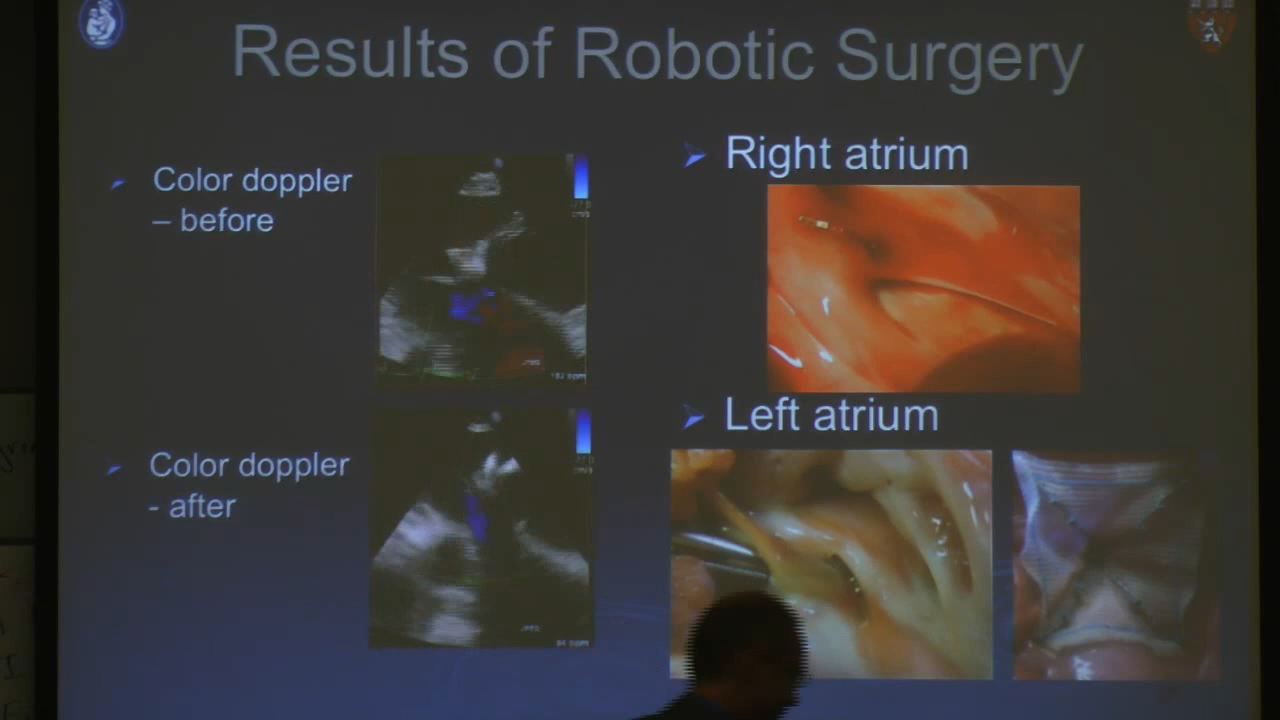 Results of Robotic Surgery
Color doppler
– before
Color doppler
- after
Right atrium
Left atrium